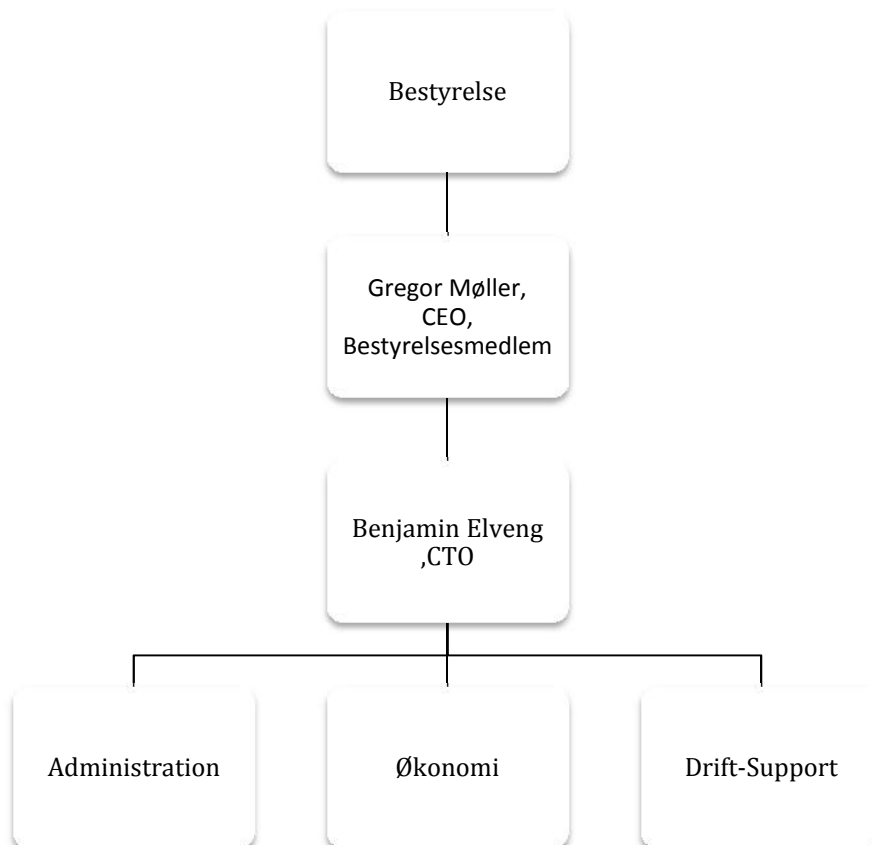 Bestyrelse
Gregor Møller,
CEO,
Bestyrelsesmedlem
Benjamin Elveng
,CTO
Administration
Økonomi
Drift-Support